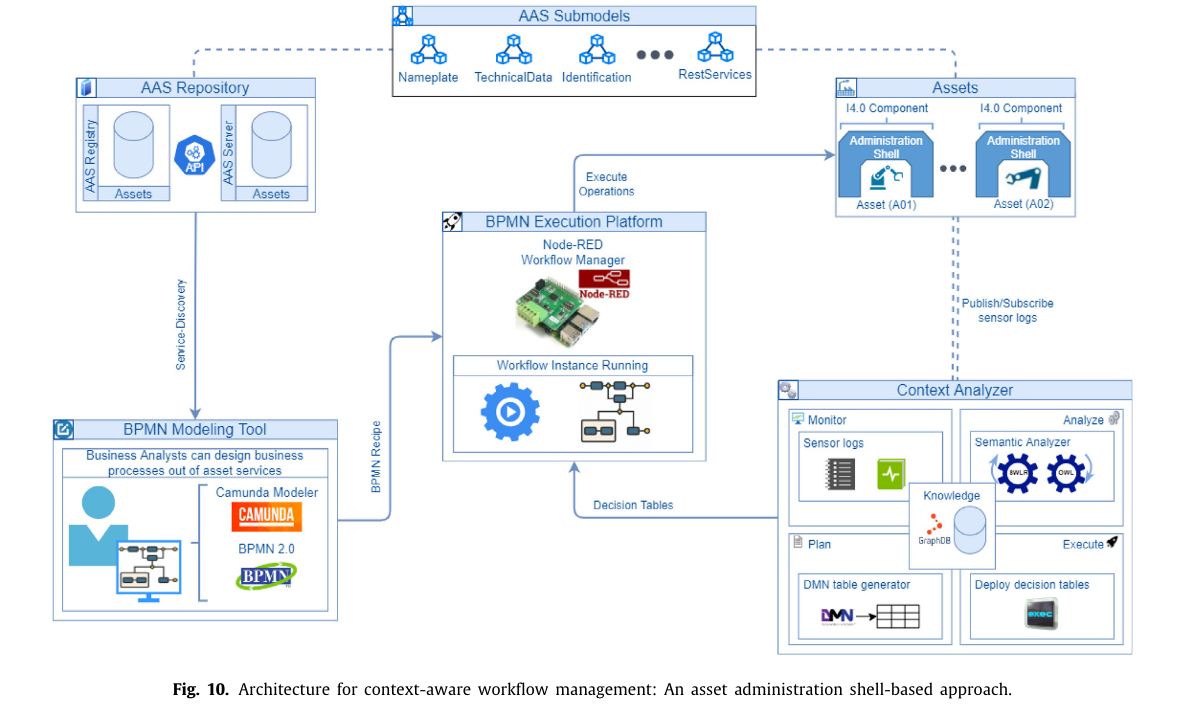 AAS Submodels
Nameplate
TechnicalData
Identification
RestServices
AAS Repository
AAS Registry
Assets
API
AAS Server
Assets
Assets
I4.0 Component
I4.0 Component
Administration
Shell
Administration
Shell
Asset (A01)
Asset (A02)
Execute
Operations
BPMN Execution Platform
Node-RED
Workflow Manager
Node-RED
Workflow Instance Running
Service-Discovery
Publish/Subscribe
sensor logs
BPMN Modeling Tool
Business Analysts can design business
processes out of asset services
Camunda Modeler
CAMUNDA
BPMN 2.0
BPMN
BPMN Recipe
Decision Tables
Context Analyzer
Monitor
Sensor logs
Analyze
Semantic Analyzer
SWLR
OWL
Knowledge
GraphDB
Plan
DMN table generator
DMN
Execute
Deploy decision tables
exec
Fig. 10. Architecture for context-aware workflow management: An asset administration shell-based approach.